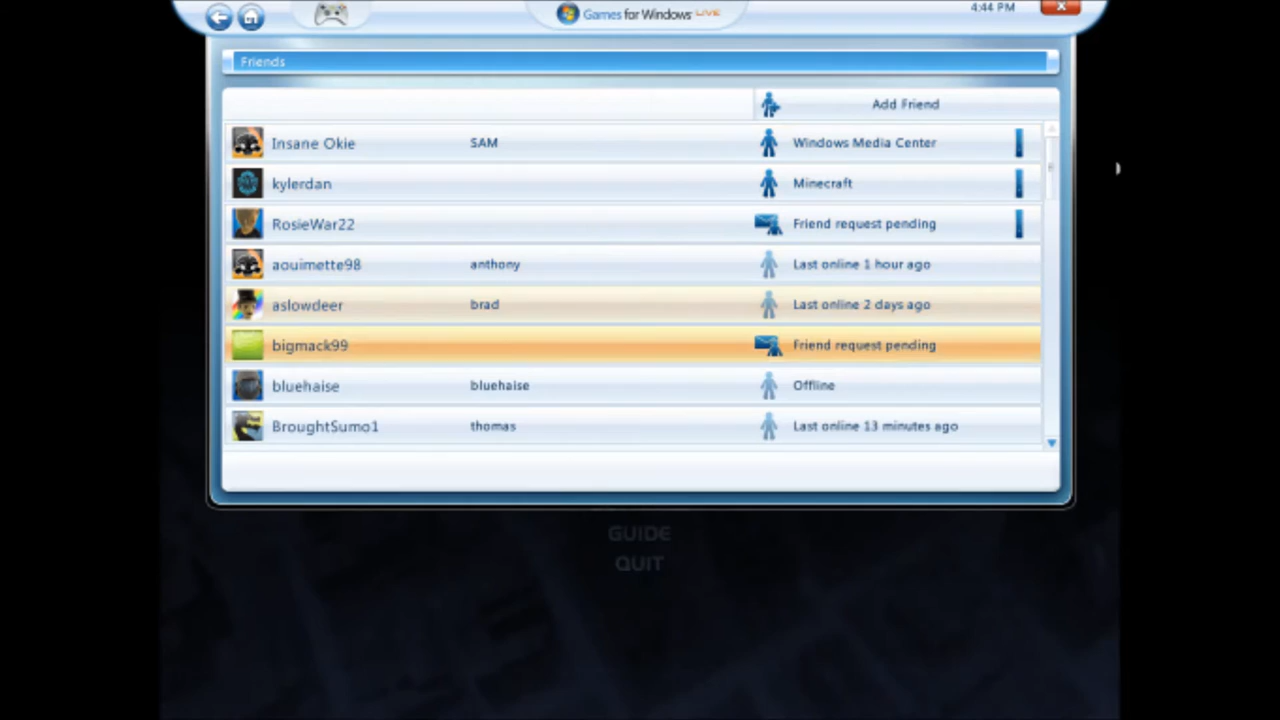 Games for Windows LIVE
4:44 PM
Friends
Add Friend
Insane Okie SAM Windows Media Center
kylerdan Minecraft
RosieWar22 Friend request pending
aouimette98 anthony Last online 1 hour ago
aslowdeer brad Last online 2 days ago
bigmack99 Friend request pending
bluehaise bluehaise Offline
BroughtSumo1 thomas Last online 13 minutes ago
GUIDE
QUIT